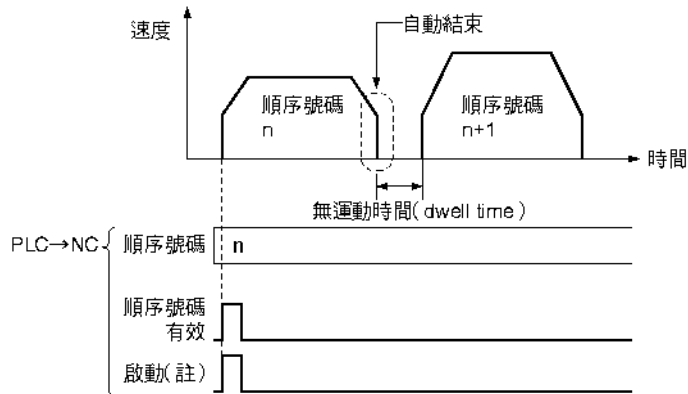 速度
自動結束
順序號碼
n
順序號碼
n+1
時間
無運動時間( dwell time )
PLC→NC
順序號碼
n
順序號碼
有效
啟動( 註 )